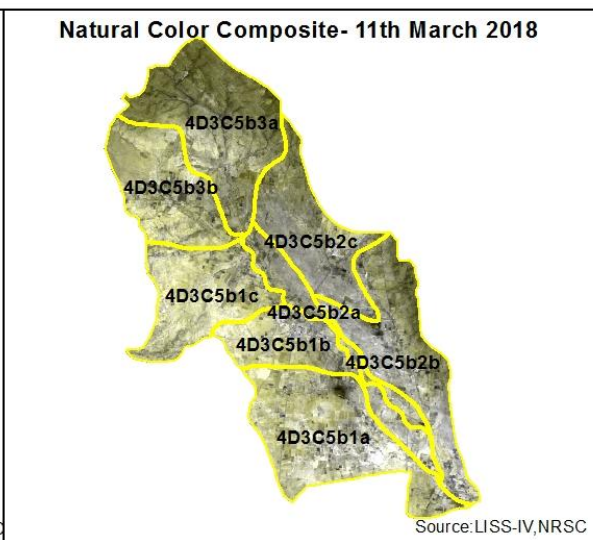 Natural Color Composite- 11th March 2018
4D3C5b3a
4D3C5b3b
4D3C5b2c
4D3C5b1c
4D3C5b2a
4D3C5b1b
4D3C5b2b
4D3C5b1a
Source:LISS-IV,NRSC